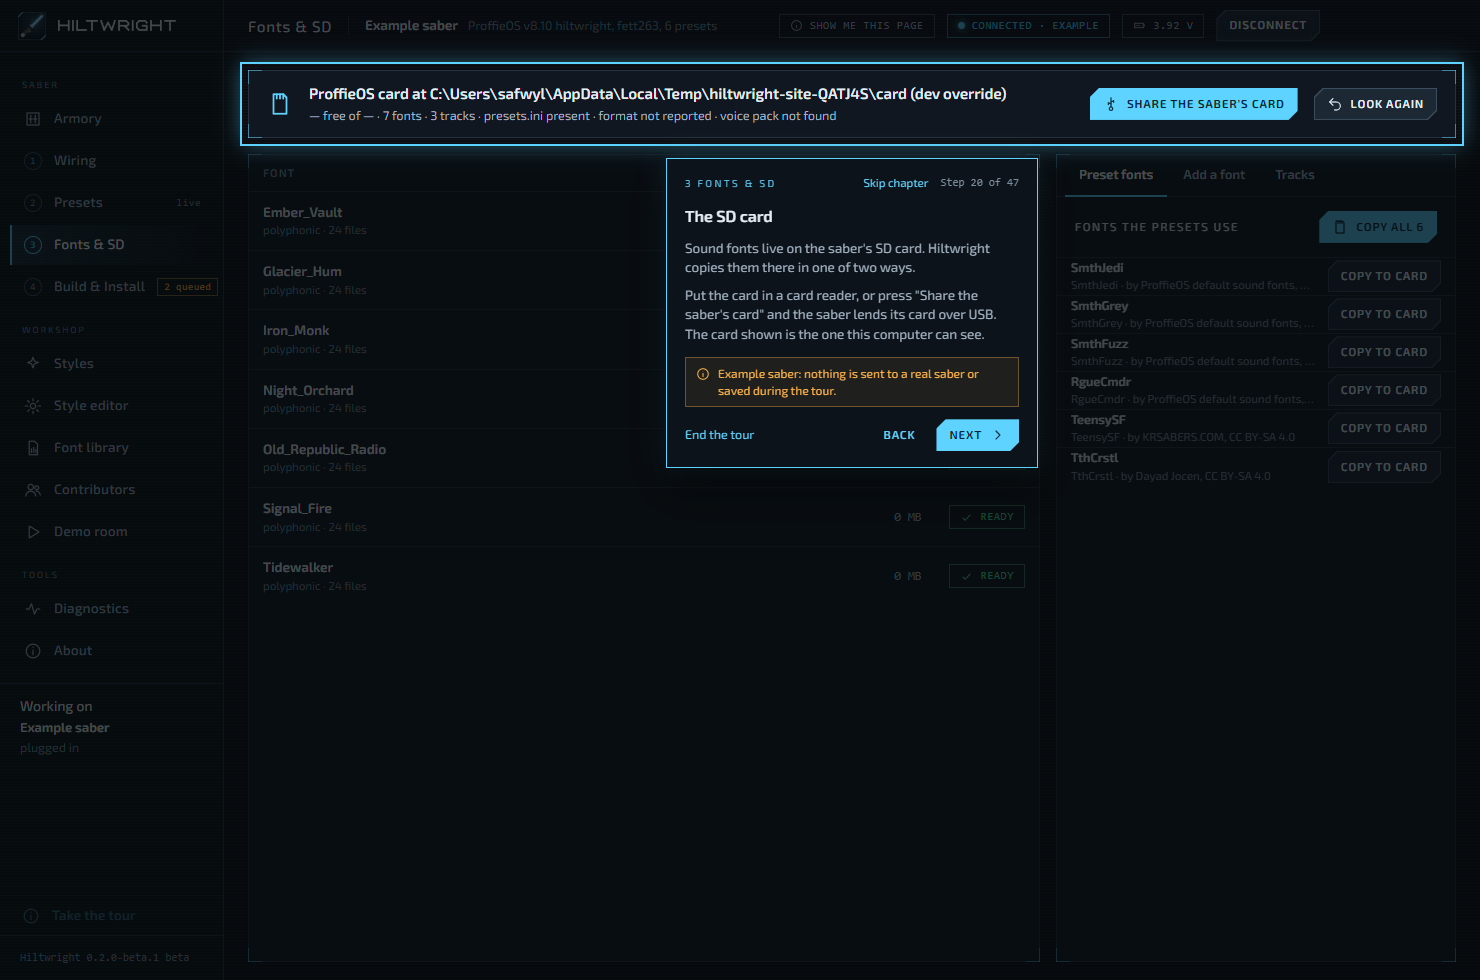 HILTWRIGHT
Fonts & SD
Example saber
ProffieOS v8.10 hiltwright, fett263, 6 presets
SHOW ME THIS PAGE
CONNECTED · EXAMPLE
3.92 V
DISCONNECT
SABER
Armory
1 Wiring
2 Presets live
3 Fonts & SD
4 Build & Install 2 queued
WORKSHOP
Styles
Style editor
Font library
Contributors
Demo room
TOOLS
Diagnostics
About
Working on
Example saber
plugged in
Take the tour
Hiltwright 0.2.0-beta.1 beta
ProffieOS card at C:\Users\safwyl\AppData\Local\Temp\hiltwright-site-QATJ4S\card (dev override)
— free of — · 7 fonts · 3 tracks · presets.ini present · format not reported · voice pack not found
SHARE THE SABER'S CARD
LOOK AGAIN
FONT
Ember_Vault
polyphonic · 24 files
Glacier_Hum
polyphonic · 24 files
Iron_Monk
polyphonic · 24 files
Night_Orchard
polyphonic · 24 files
Old_Republic_Radio
polyphonic · 24 files
Signal_Fire
polyphonic · 24 files
0 MB
READY
Tidewalker
polyphonic · 24 files
0 MB
READY
3 FONTS & SD
Skip chapter
Step 20 of 47
The SD card
Sound fonts live on the saber's SD card. Hiltwright
copies them there in one of two ways.
Put the card in a card reader, or press "Share the
saber's card" and the saber lends its card over USB.
The card shown is the one this computer can see.
Example saber: nothing is sent to a real saber or
saved during the tour.
End the tour
BACK
NEXT
Preset fonts
Add a font
Tracks
FONTS THE PRESETS USE
COPY ALL 6
SmthJedi
SmthJedi · by ProffieOS default sound fonts, ...
COPY TO CARD
SmthGrey
SmthGrey · by ProffieOS default sound fonts, ...
COPY TO CARD
SmthFuzz
SmthFuzz · by ProffieOS default sound fonts, ...
COPY TO CARD
RgueCmdr
RgueCmdr · by ProffieOS default sound fonts, ...
COPY TO CARD
TeensySF
TeensySF · by KRSABERS.COM, CC BY-SA 4.0
COPY TO CARD
TthCrstl
TthCrstl · by Dayad Jocen, CC BY-SA 4.0
COPY TO CARD